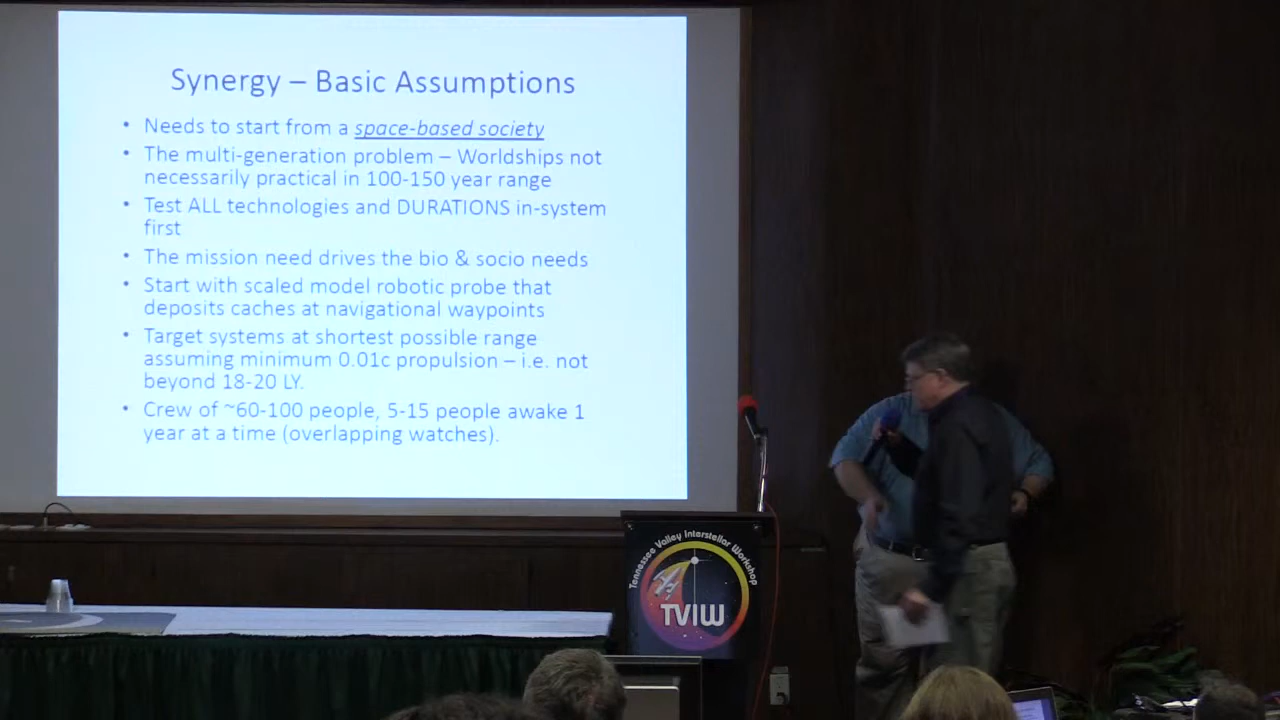 Synergy – Basic Assumptions
• Needs to start from a space-based society
• The multi-generation problem – Worldships not
necessarily practical in 100-150 year range
• Test ALL technologies and DURATIONS in-system
first
• The mission need drives the bio & socio needs
• Start with scaled model robotic probe that
deposits caches at navigational waypoints
• Target systems at shortest possible range
assuming minimum 0.01c propulsion – i.e. not
beyond 18-20 LY.
• Crew of ~60-100 people, 5-15 people awake 1
year at a time (overlapping watches).
Tennessee Valley Interstellar Workshop
TVIW